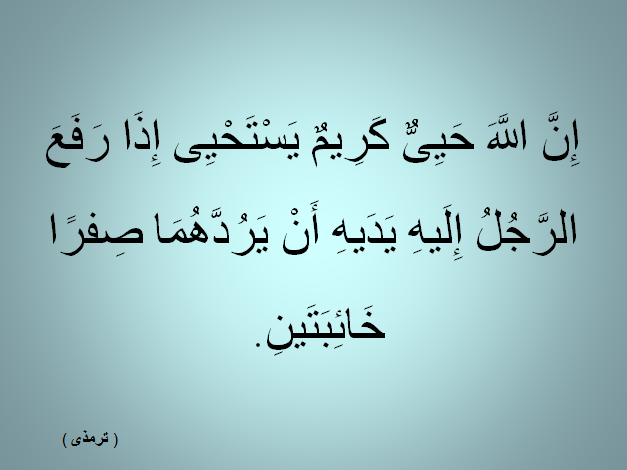 إِنَّ اللَّهَ حَيِىٌّ كَرِيمٌ يَسْتَحْيِى إِذَا رَفَعَ
الرَّجُلُ إِلَيهِ يَدَيهِ أَنْ يَرُدَّهُمَا صِفرًا
خَائِبَتَينِ.
( ترمذى )